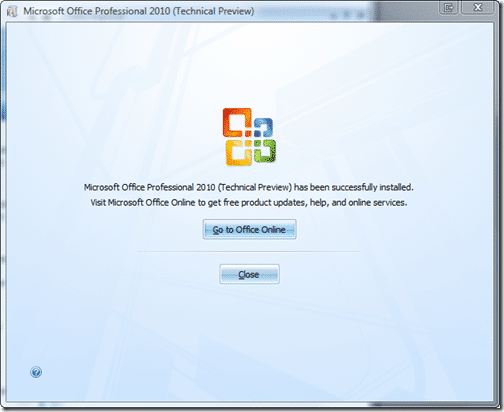 Microsoft Office Professional 2010 (Technical Preview)
Microsoft Office Professional 2010 (Technical Preview) has been successfully installed.
Visit Microsoft Office Online to get free product updates, help, and online services.
Go to Office Online
Close
?